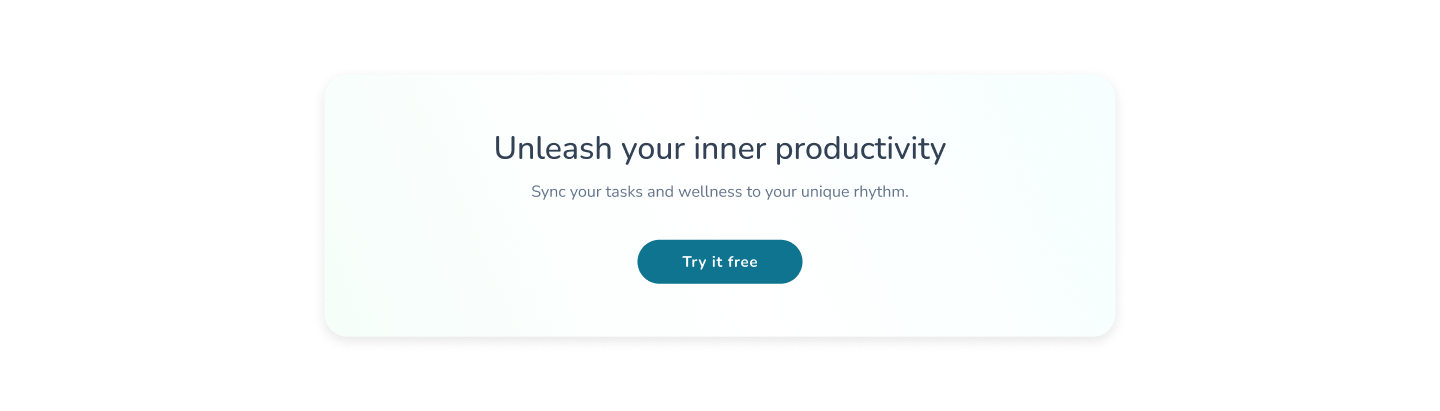 Unleash your inner productivity
Sync your tasks and wellness to your unique rhythm.
Try it free